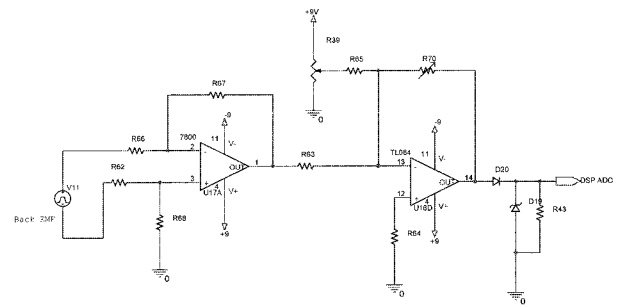 +9V
R39
R65
R70
0
R67
-9
R66
7800
11
V-
2
-
OUT
1
R63
R62
3
+
4
V+
U17A
+9
V11
Back EMF
R68
0
-9
TL084
11
V-
13
-
OUT
14
12
+
4
V+
U16D
+9
R64
0
D20
DSP ADC
D19
R43
0